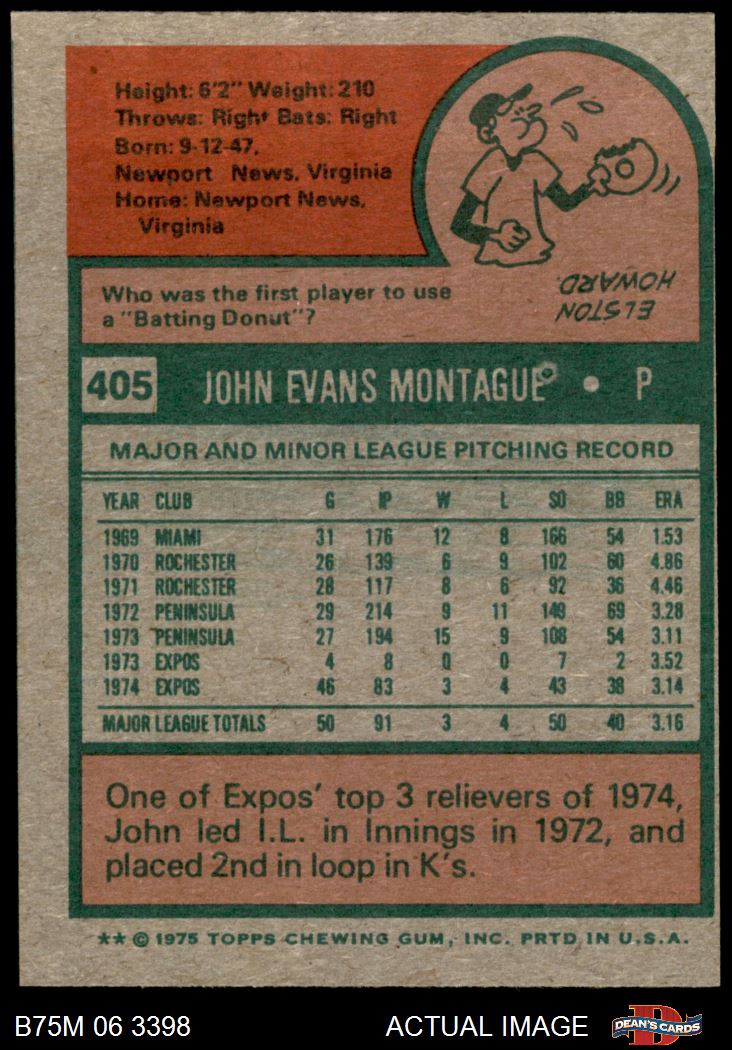 Height: 6'2" Weight: 210
Throws: Right Bats: Right
Born: 9-12-47,
Newport News, Virginia
Home: Newport News,
Virginia
Who was the first player to use
a "Batting Donut"?
ELSTON
HOWARD.
405 JOHN EVANS MONTAGUE • P
MAJOR AND MINOR LEAGUE PITCHING RECORD
YEAR CLUB G IP W L SO BB ERA
1969 MIAMI 31 176 12 8 166 54 1.53
1970 ROCHESTER 26 139 6 9 102 60 4.86
1971 ROCHESTER 28 117 8 6 92 36 4.46
1972 PENINSULA 29 214 9 11 149 69 3.28
1973 PENINSULA 27 194 15 9 108 54 3.11
1973 EXPOS 4 8 0 0 7 2 3.52
1974 EXPOS 46 83 3 4 43 38 3.14
MAJOR LEAGUE TOTALS 50 91 3 4 50 40 3.16
One of Expos' top 3 relievers of 1974,
John led I.L. in Innings in 1972, and
placed 2nd in loop in K's.
** © 1975 TOPPS CHEWING GUM, INC. PRTD. IN U.S.A.
B75M 06 3398 ACTUAL IMAGE DEAN'S CARDS